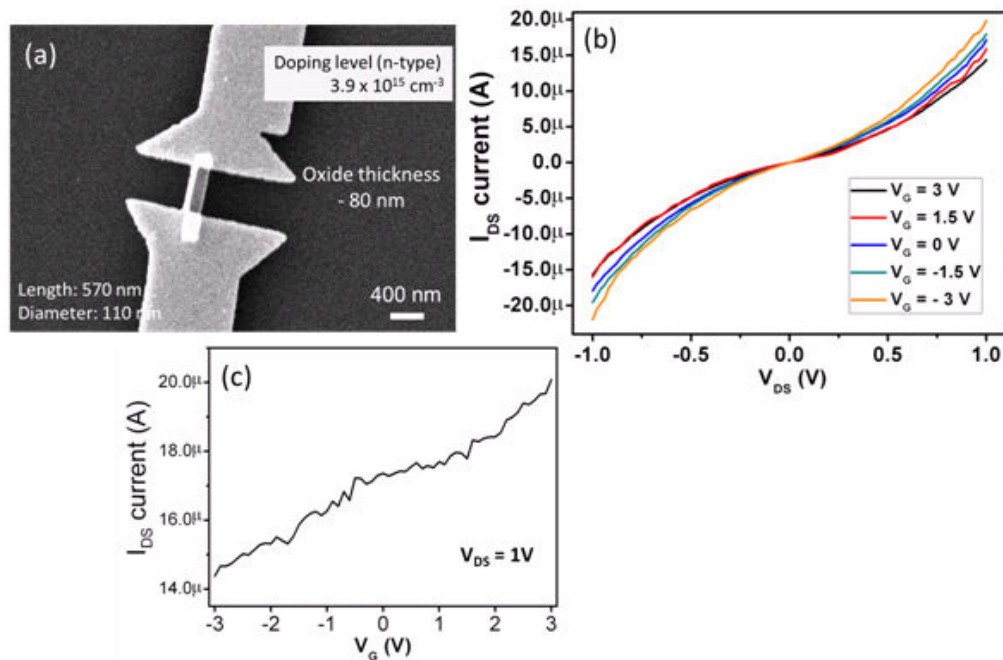 (a)
Doping level (n-type)
3.9 x 10¹⁵ cm⁻³
Oxide thickness
- 80 nm
Length: 570 nm
Diameter: 110 nm
400 nm
(b)
I_DS current (A)
20.0µ
15.0µ
10.0µ
5.0µ
0.0
-5.0µ
-10.0µ
-15.0µ
-20.0µ
V_G = 3 V
V_G = 1.5 V
V_G = 0 V
V_G = -1.5 V
V_G = - 3 V
-1.0 -0.5 0.0 0.5 1.0
V_DS (V)
(c)
I_DS current (A)
20.0µ
18.0µ
16.0µ
14.0µ
V_DS = 1V
-3 -2 -1 0 1 2 3
V_G (V)